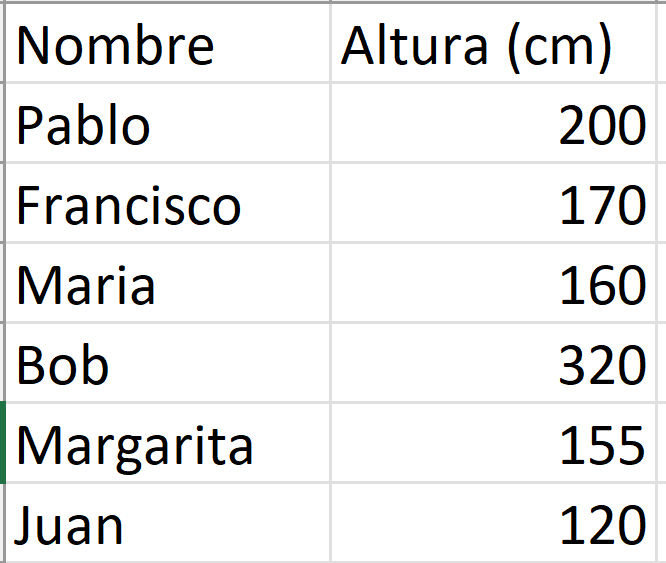 Nombre Altura (cm)
Pablo 200
Francisco 170
Maria 160
Bob 320
Margarita 155
Juan 120